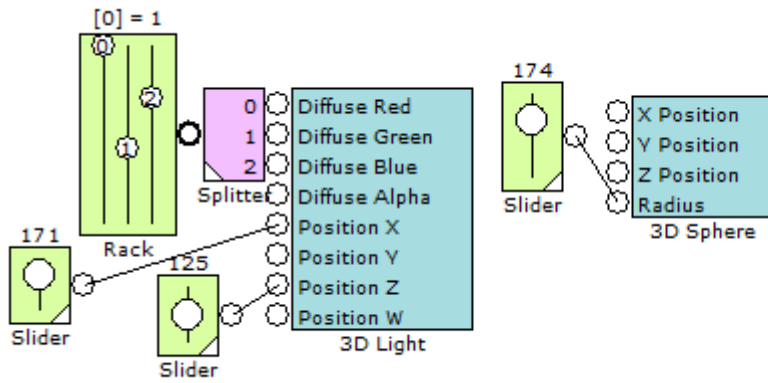 [0] = 1
0
1
2
Rack
0
1
2
Splitter
Diffuse Red
Diffuse Green
Diffuse Blue
Diffuse Alpha
Position X
Position Y
Position Z
Position W
3D Light
171
Slider
125
Slider
174
Slider
X Position
Y Position
Z Position
Radius
3D Sphere